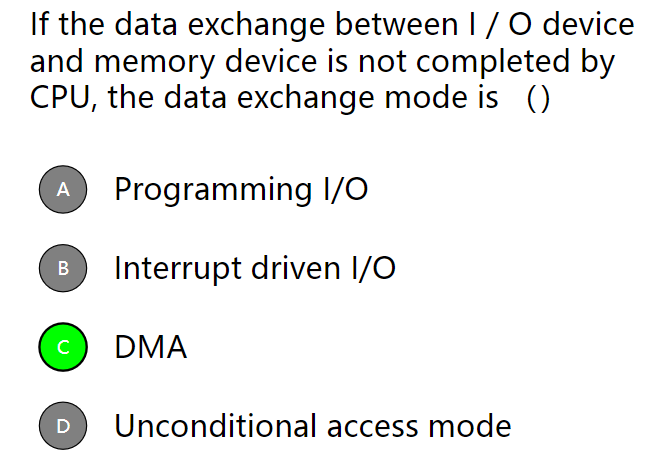 If the data exchange between I / O device
and memory device is not completed by
CPU, the data exchange mode is ()
A Programming I/O
B Interrupt driven I/O
C DMA
D Unconditional access mode